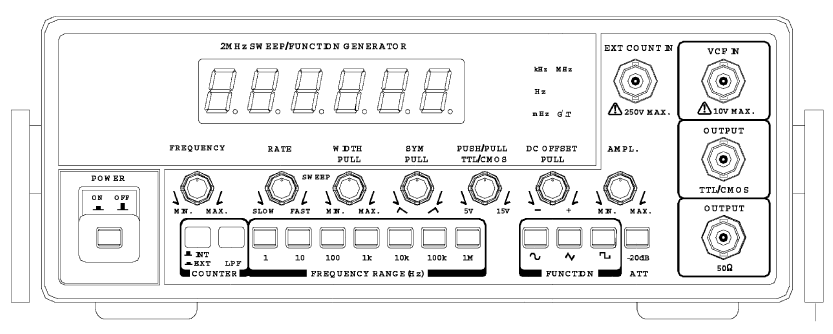 2MHz SWEEP/FUNCTION GENERATOR
EXT COUNT IN
VCF IN
kHz MHz
Hz
mHz G.T
250V MAX.
10V MAX.
OUTPUT
TTL/CMOS
FREQUENCY
RATE
WIDTH
PULL
SYM
PULL
PUSH/PULL
TTL/CMOS
DC OFFSET
PULL
AMPL.
SWEEP
POWER
ON OFF
MIN. MAX.
SLOW FAST
MIN. MAX.
5V 15V
- +
MIN. MAX.
OUTPUT
50Ω
INT
EXT LPF
COUNTER
1 10 100 1k 10k 100k 1M
FREQUENCY RANGE (Hz)
FUNCTION
-20dB
ATT